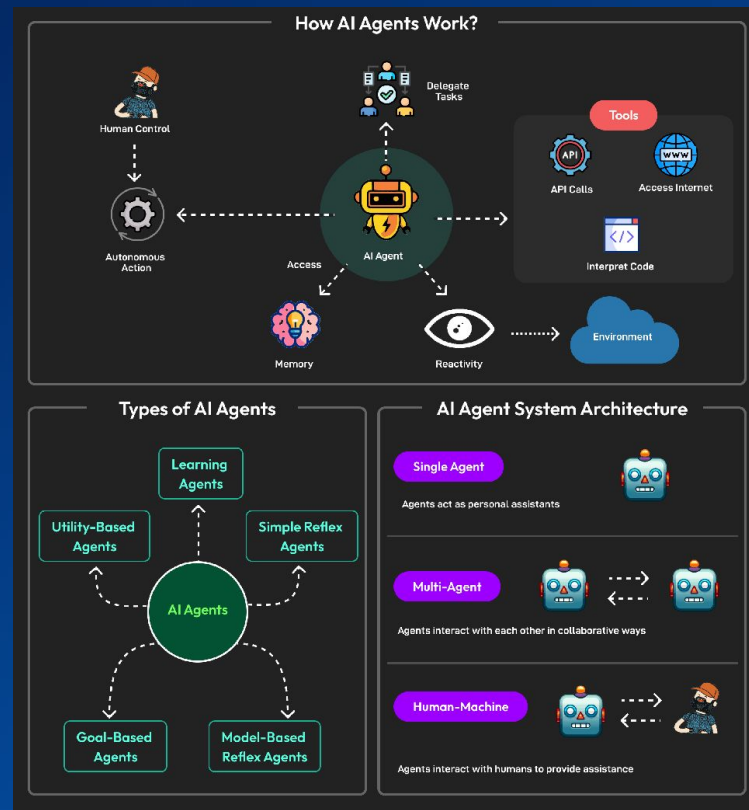 How AI Agents Work?
Human Control
Autonomous
Action
Delegate
Tasks
AI Agent
Access
Memory
Reactivity
Environment
Tools
API
API Calls
WWW
Access Internet
</>
Interpret Code
Types of AI Agents
Learning
Agents
Utility-Based
Agents
Simple Reflex
Agents
AI Agents
Goal-Based
Agents
Model-Based
Reflex Agents
AI Agent System Architecture
Single Agent
Agents act as personal assistants
Multi-Agent
Agents interact with each other in collaborative ways
Human-Machine
Agents interact with humans to provide assistance